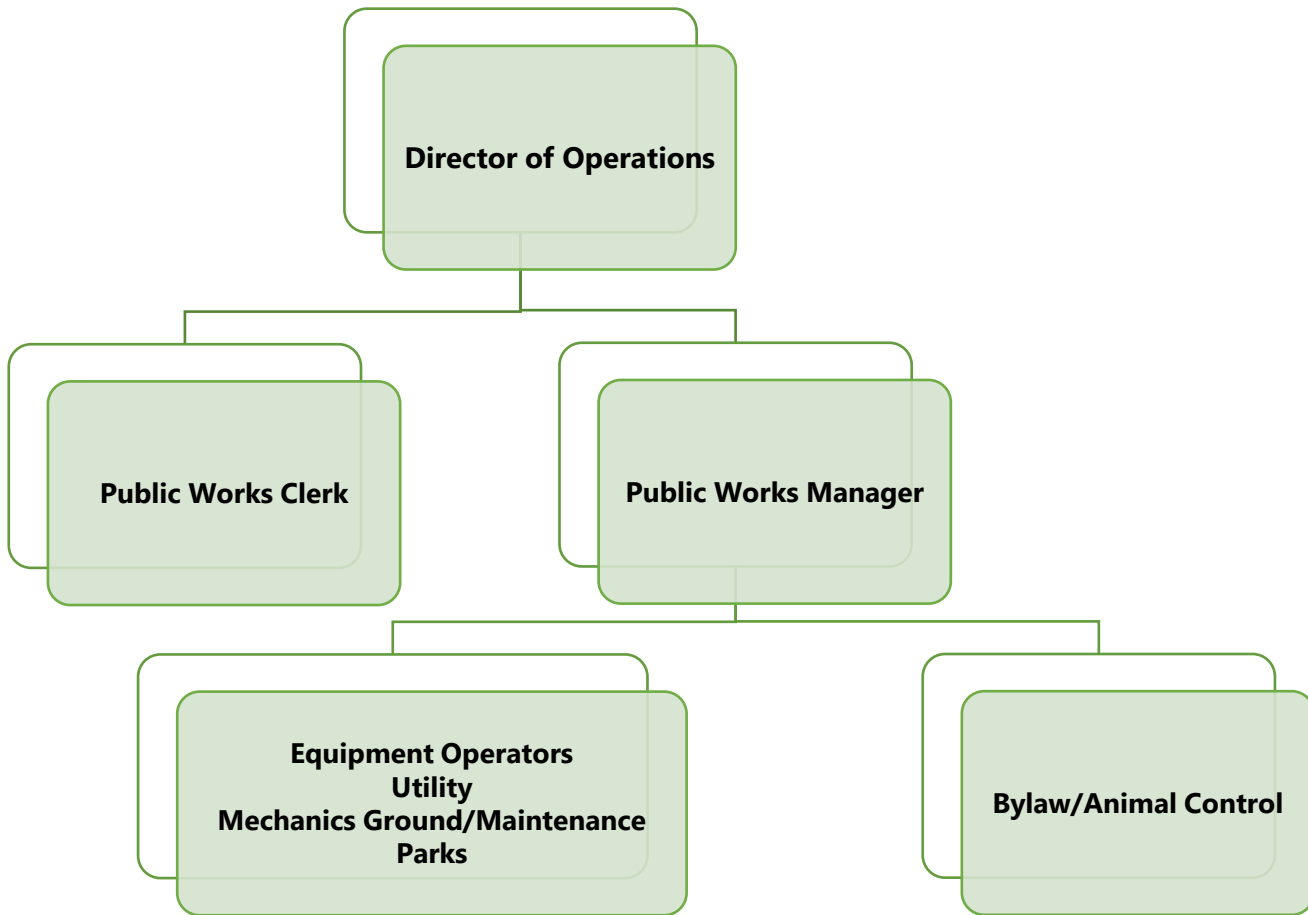 Director of Operations
Public Works Clerk
Public Works Manager
Equipment Operators
Utility
Mechanics Ground/Maintenance
Parks
Bylaw/Animal Control